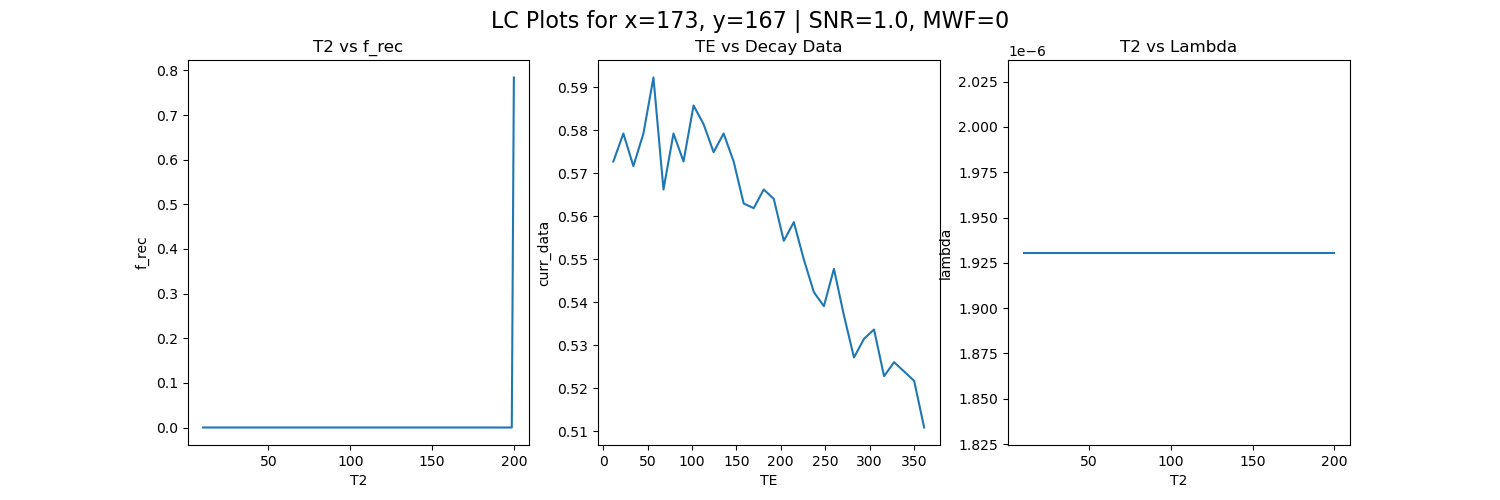 LC Plots for x=173, y=167 | SNR=1.0, MWF=0
T2 vs f_rec
0.8
0.7
0.6
0.5
0.4
0.3
0.2
0.1
0.0
f_rec
50 100 150 200
T2
TE vs Decay Data
0.59
0.58
0.57
0.56
0.55
0.54
0.53
0.52
0.51
curr_data
0 50 100 150 200 250 300 350
TE
T2 vs Lambda
1e−6
2.025
2.000
1.975
1.950
1.925
1.900
1.875
1.850
1.825
lambda
50 100 150 200
T2